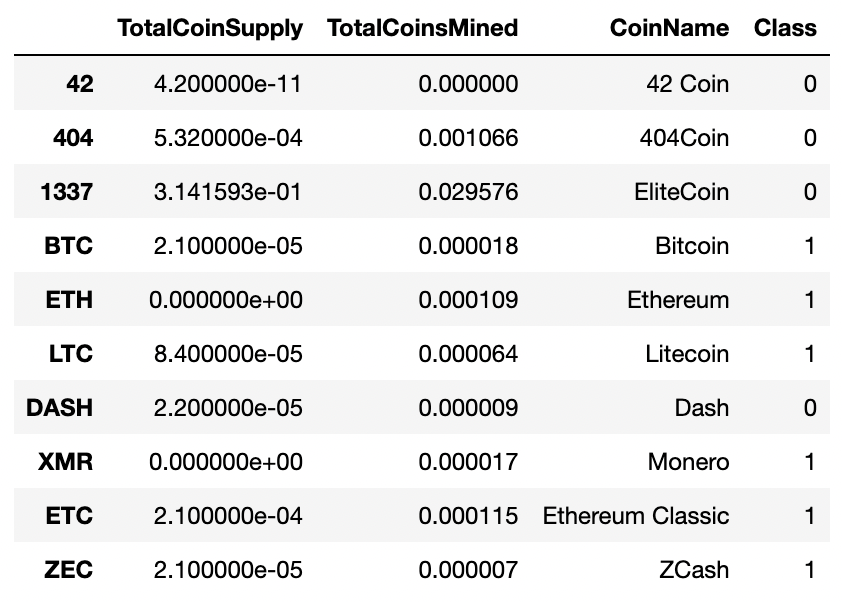 TotalCoinSupply TotalCoinsMined CoinName Class
42 4.200000e-11 0.000000 42 Coin 0
404 5.320000e-04 0.001066 404Coin 0
1337 3.141593e-01 0.029576 EliteCoin 0
BTC 2.100000e-05 0.000018 Bitcoin 1
ETH 0.000000e+00 0.000109 Ethereum 1
LTC 8.400000e-05 0.000064 Litecoin 1
DASH 2.200000e-05 0.000009 Dash 0
XMR 0.000000e+00 0.000017 Monero 1
ETC 2.100000e-04 0.000115 Ethereum Classic 1
ZEC 2.100000e-05 0.000007 ZCash 1